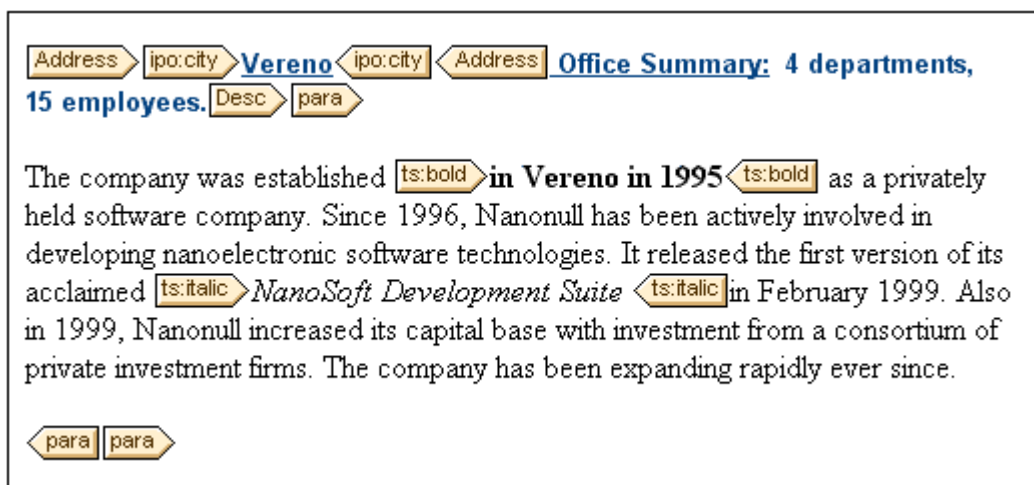 Address ipo:city Vereno ipo:city Address Office Summary: 4 departments,
15 employees. Desc para
The company was established ts:bold in Vereno in 1995 ts:bold as a privately
held software company. Since 1996, Nanonull has been actively involved in
developing nanoelectronic software technologies. It released the first version of its
acclaimed ts:italic NanoSoft Development Suite ts:italic in February 1999. Also
in 1999, Nanonull increased its capital base with investment from a consortium of
private investment firms. The company has been expanding rapidly ever since.
para para